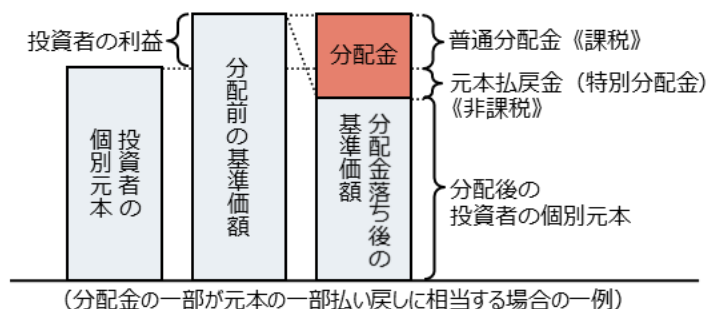 投資者の利益
投資者の
個別元本
分配前の基準価額
分配金
分配金落ち後の
基準価額
普通分配金《課税》
元本払戻金（特別分配金）
《非課税》
分配後の
投資者の個別元本
（分配金の一部が元本の一部払い戻しに相当する場合の一例）